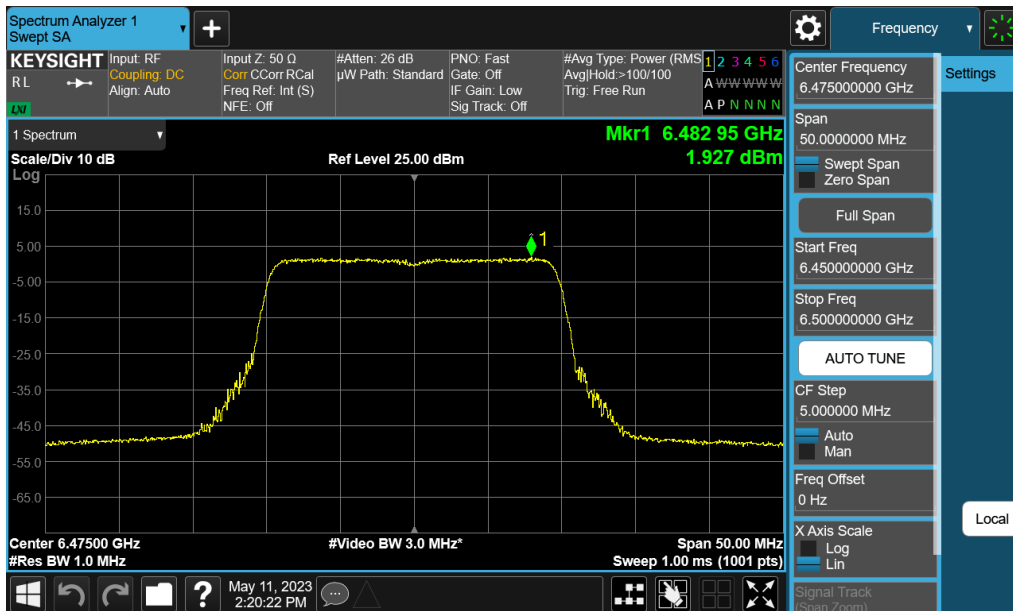 Spectrum Analyzer 1
Swept SA
+
Frequency
KEYSIGHT
R L
LXI
Input: RF
Coupling: DC
Align: Auto
Input Z: 50 Ω
Corr CCorr RCal
Freq Ref: Int (S)
NFE: Off
#Atten: 26 dB
µW Path: Standard
PNO: Fast
Gate: Off
IF Gain: Low
Sig Track: Off
#Avg Type: Power (RMS
Avg|Hold:>100/100
Trig: Free Run
1 2 3 4 5 6
A W W W W W
A P N N N N
1 Spectrum
Scale/Div 10 dB
Log
Ref Level 25.00 dBm
Mkr1 6.482 95 GHz
1.927 dBm
15.0
5.00
-5.00
-15.0
-25.0
-35.0
-45.0
-55.0
-65.0
1
Center 6.47500 GHz
#Res BW 1.0 MHz
#Video BW 3.0 MHz*
Span 50.00 MHz
Sweep 1.00 ms (1001 pts)
Center Frequency
6.475000000 GHz
Span
50.0000000 MHz
Swept Span
Zero Span
Full Span
Start Freq
6.450000000 GHz
Stop Freq
6.500000000 GHz
AUTO TUNE
CF Step
5.000000 MHz
Auto
Man
Freq Offset
0 Hz
X Axis Scale
Log
Lin
Signal Track
(Span Zoom)
Settings
Local
?
May 11, 2023
2:20:22 PM